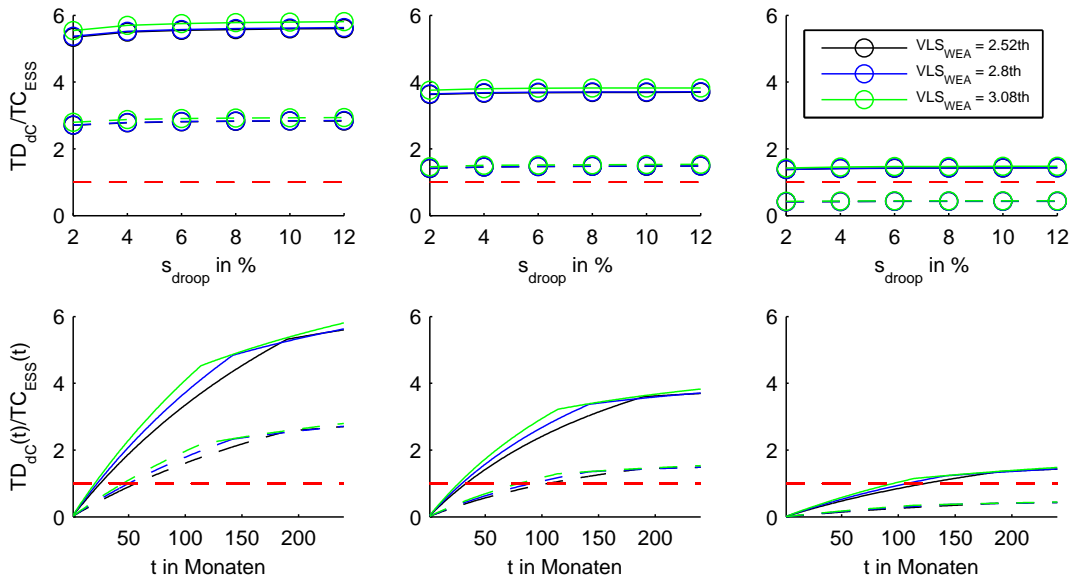 TD_dC/TC_ESS
6
4
2
0
2 4 6 8 10 12
s_droop in %
6
4
2
0
2 4 6 8 10 12
s_droop in %
VLS_WEA = 2.52th
VLS_WEA = 2.8th
VLS_WEA = 3.08th
6
4
2
0
2 4 6 8 10 12
s_droop in %
TD_dC(t)/TC_ESS(t)
6
4
2
0
50 100 150 200
t in Monaten
6
4
2
0
50 100 150 200
t in Monaten
6
4
2
0
50 100 150 200
t in Monaten